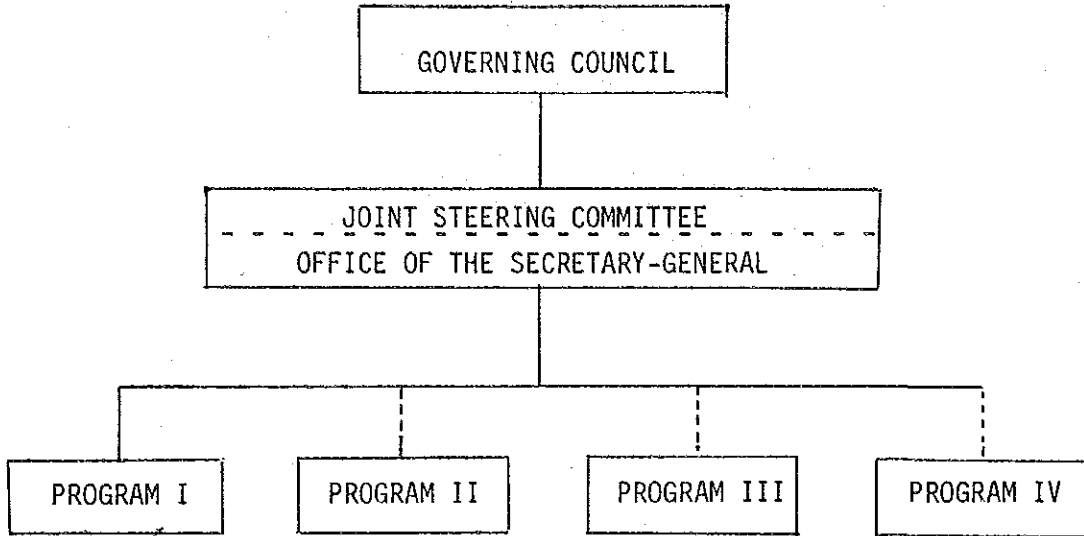 GOVERNING COUNCIL
JOINT STEERING COMMITTEE
OFFICE OF THE SECRETARY-GENERAL
PROGRAM I
PROGRAM II
PROGRAM III
PROGRAM IV